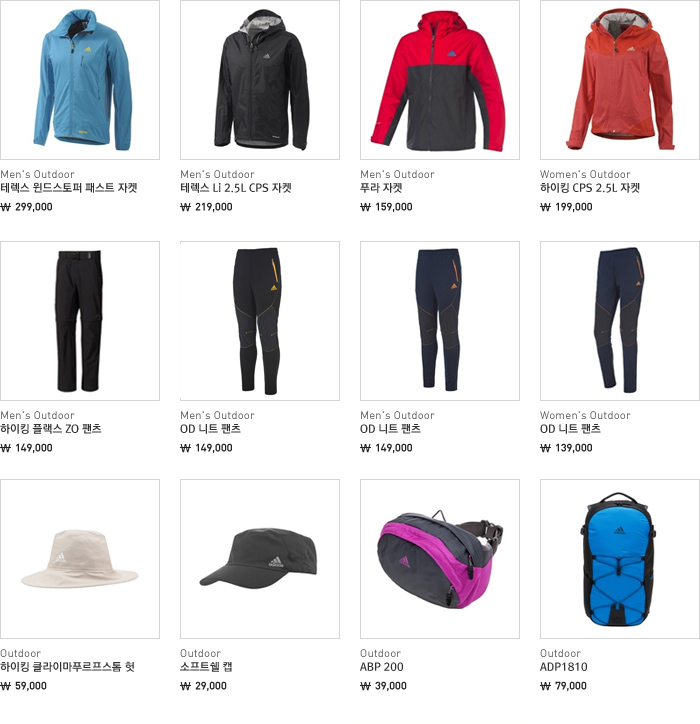 Men's Outdoor
테렉스 윈드스토퍼 패스트 자켓
₩ 299,000
Men's Outdoor
테렉스 Li 2.5L CPS 자켓
₩ 219,000
Men's Outdoor
푸라 자켓
₩ 159,000
Women's Outdoor
하이킹 CPS 2.5L 자켓
₩ 199,000
Men's Outdoor
하이킹 플랙스 ZO 팬츠
₩ 149,000
Men's Outdoor
OD 니트 팬츠
₩ 149,000
Men's Outdoor
OD 니트 팬츠
₩ 149,000
Women's Outdoor
OD 니트 팬츠
₩ 139,000
Outdoor
하이킹 클라이마푸르프스톰 햇
₩ 59,000
adidas
Outdoor
소프트쉘 캡
₩ 29,000
Outdoor
ABP 200
₩ 39,000
Outdoor
ADP1810
₩ 79,000